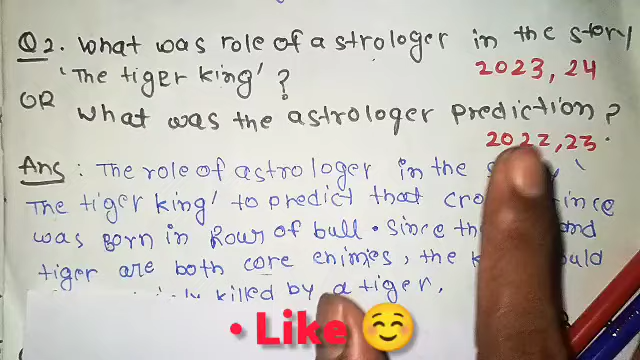 Q2. What was role of a strologer in the story
'The tiger king' ?
2023, 24
OR What was the astrologer prediction?
2022, 23.
Ans : The role of astrologer in the
The tiger king' to predict that
was born in hour of bull. Since
tiger are both core enimies, the
killed by a tiger.
• Like